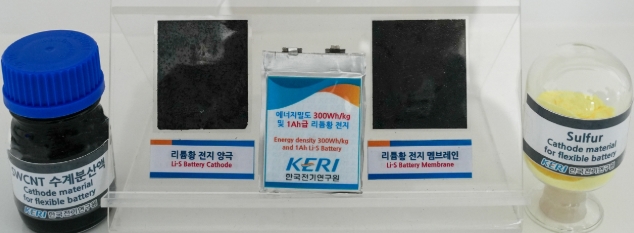 SWCNT 수계분산액
Cathode material
for flexible battery
KERI 한국전기연구원
리튬황 전지 양극
Li-S Battery Cathode
에너지밀도 300Wh/kg
및 1Ah급 리튬황 전지
Energy density 300Wh/kg
and 1Ah Li-S Battery
KERI
한국전기연구원
리튬황 전지 멤브레인
Li-S Battery Membrane
Sulfur
Cathode material
for flexible battery
KERI 한국전기연구원